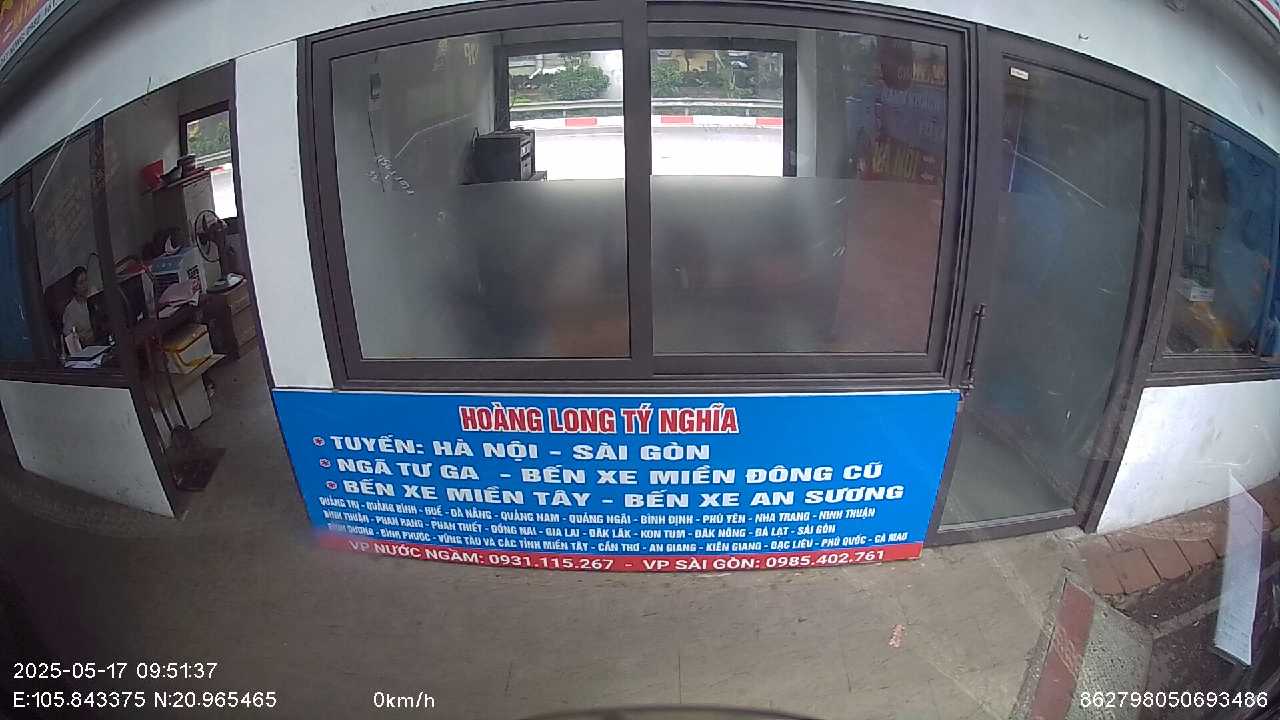 HOÀNG LONG TÝ NGHĨA
TUYẾN: HÀ NỘI - SÀI GÒN
NGÃ TƯ GA - BẾN XE MIỀN ĐÔNG CŨ
BẾN XE MIỀN TÂY - BẾN XE AN SƯƠNG
QUẢNG TRỊ - QUẢNG BÌNH - HUẾ - ĐÀ NẴNG - QUẢNG NAM - QUẢNG NGÃI - BÌNH ĐỊNH - PHÚ YÊN - NHA TRANG - NINH THUẬN
BÌNH THUẬN - PHAN RANG - PHAN THIẾT - ĐỒNG NAI - GIA LAI - ĐĂK LĂK - KON TUM - ĐĂK NÔNG - ĐÀ LẠT - SÀI GÒN
BÌNH DƯƠNG - BÌNH PHƯỚC - VŨNG TÀU VÀ CÁC TỈNH MIỀN TÂY - CẦN THƠ - AN GIANG - KIÊN GIANG - BẠC LIÊU - PHÚ QUỐC - CÀ MAU
VP NƯỚC NGẦM: 0931.115.267 - VP SÀI GÒN: 0985.402.761
2025-05-17 09:51:37
E:105.843375 N:20.965465
0km/h
862798050693486